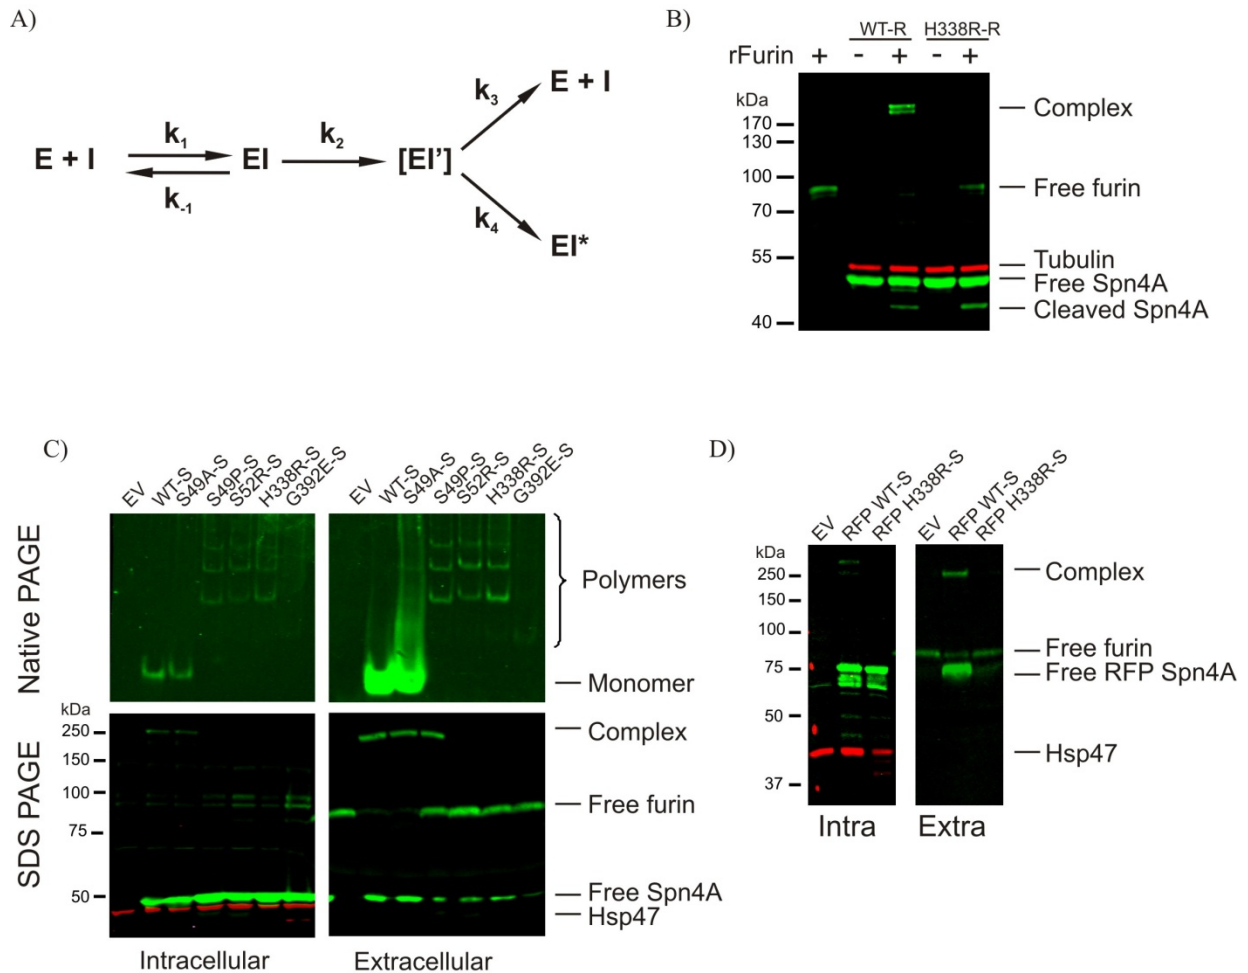 A)
E + I
k₁
k₋₁
EI
k₂
[EI']
k₃
E + I
k₄
EI*
B)
WT-R H338R-R
rFurin + - + - +
kDa
170
130
100
70
55
40
Complex
Free furin
Tubulin
Free Spn4A
Cleaved Spn4A
C)
EV WT-S S49A-S S49P-S S52R-S H338R-S G392E-S
EV WT-S S49A-S S49P-S S52R-S H338R-S G392E-S
Native PAGE
Polymers
Monomer
SDS PAGE
kDa
250
150
100
75
50
Complex
Free furin
Free Spn4A
Hsp47
Intracellular
Extracellular
D)
EV RFP WT-S RFP H338R-S
EV RFP WT-S RFP H338R-S
kDa
250
150
100
75
50
37
Complex
Free furin
Free RFP Spn4A
Hsp47
Intra
Extra